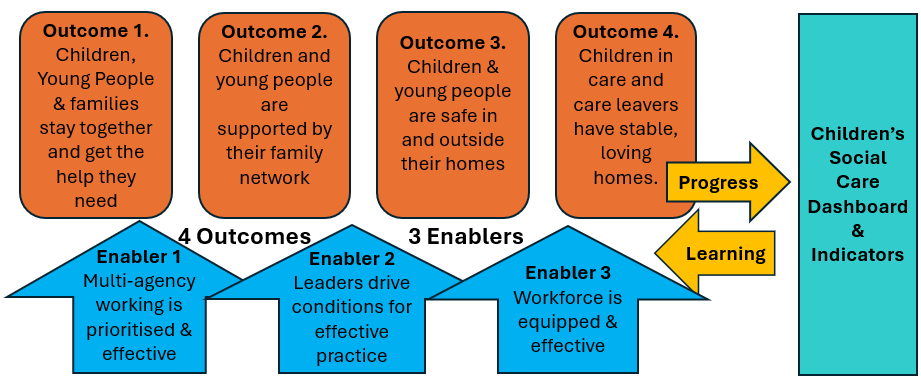 Outcome 1.
Children,
Young People
& families
stay together
and get the
help they
need
Outcome 2.
Children and
young people
are
supported by
their family
network
Outcome 3.
Children &
young people
are safe in
and outside
their homes
Outcome 4.
Children in
care and
care leavers
have stable,
loving
homes.
Progress
Learning
Children’s
Social
Care
Dashboard
&
Indicators
4 Outcomes
3 Enablers
Enabler 1
Multi-agency
working is
prioritised &
effective
Enabler 2
Leaders drive
conditions for
effective
practice
Enabler 3
Workforce is
equipped &
effective